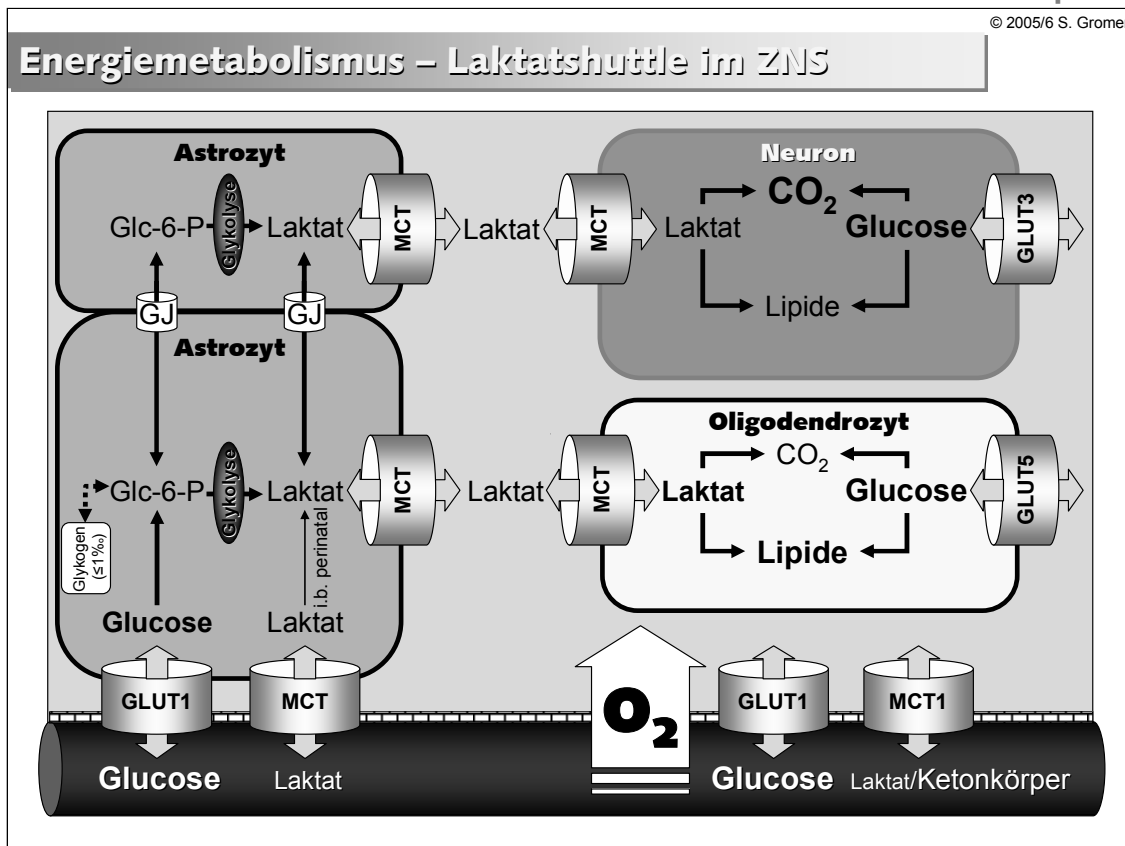 © 2005/6 S. Gromer
Energiemetabolismus – Laktatshuttle im ZNS
Astrozyt
Glc-6-P
Glykolyse
Laktat
MCT
Laktat
MCT
Neuron
Laktat
CO₂
Glucose
Lipide
GLUT3
GJ
GJ
Astrozyt
Glykogen
(≤1‰)
Glc-6-P
Glykolyse
Laktat
i.b. perinatal
Glucose
Laktat
MCT
Laktat
MCT
Oligodendrozyt
Laktat
CO₂
Glucose
Lipide
GLUT5
GLUT1
MCT
O₂
GLUT1
MCT1
Glucose
Laktat
Glucose
Laktat/Ketonkörper